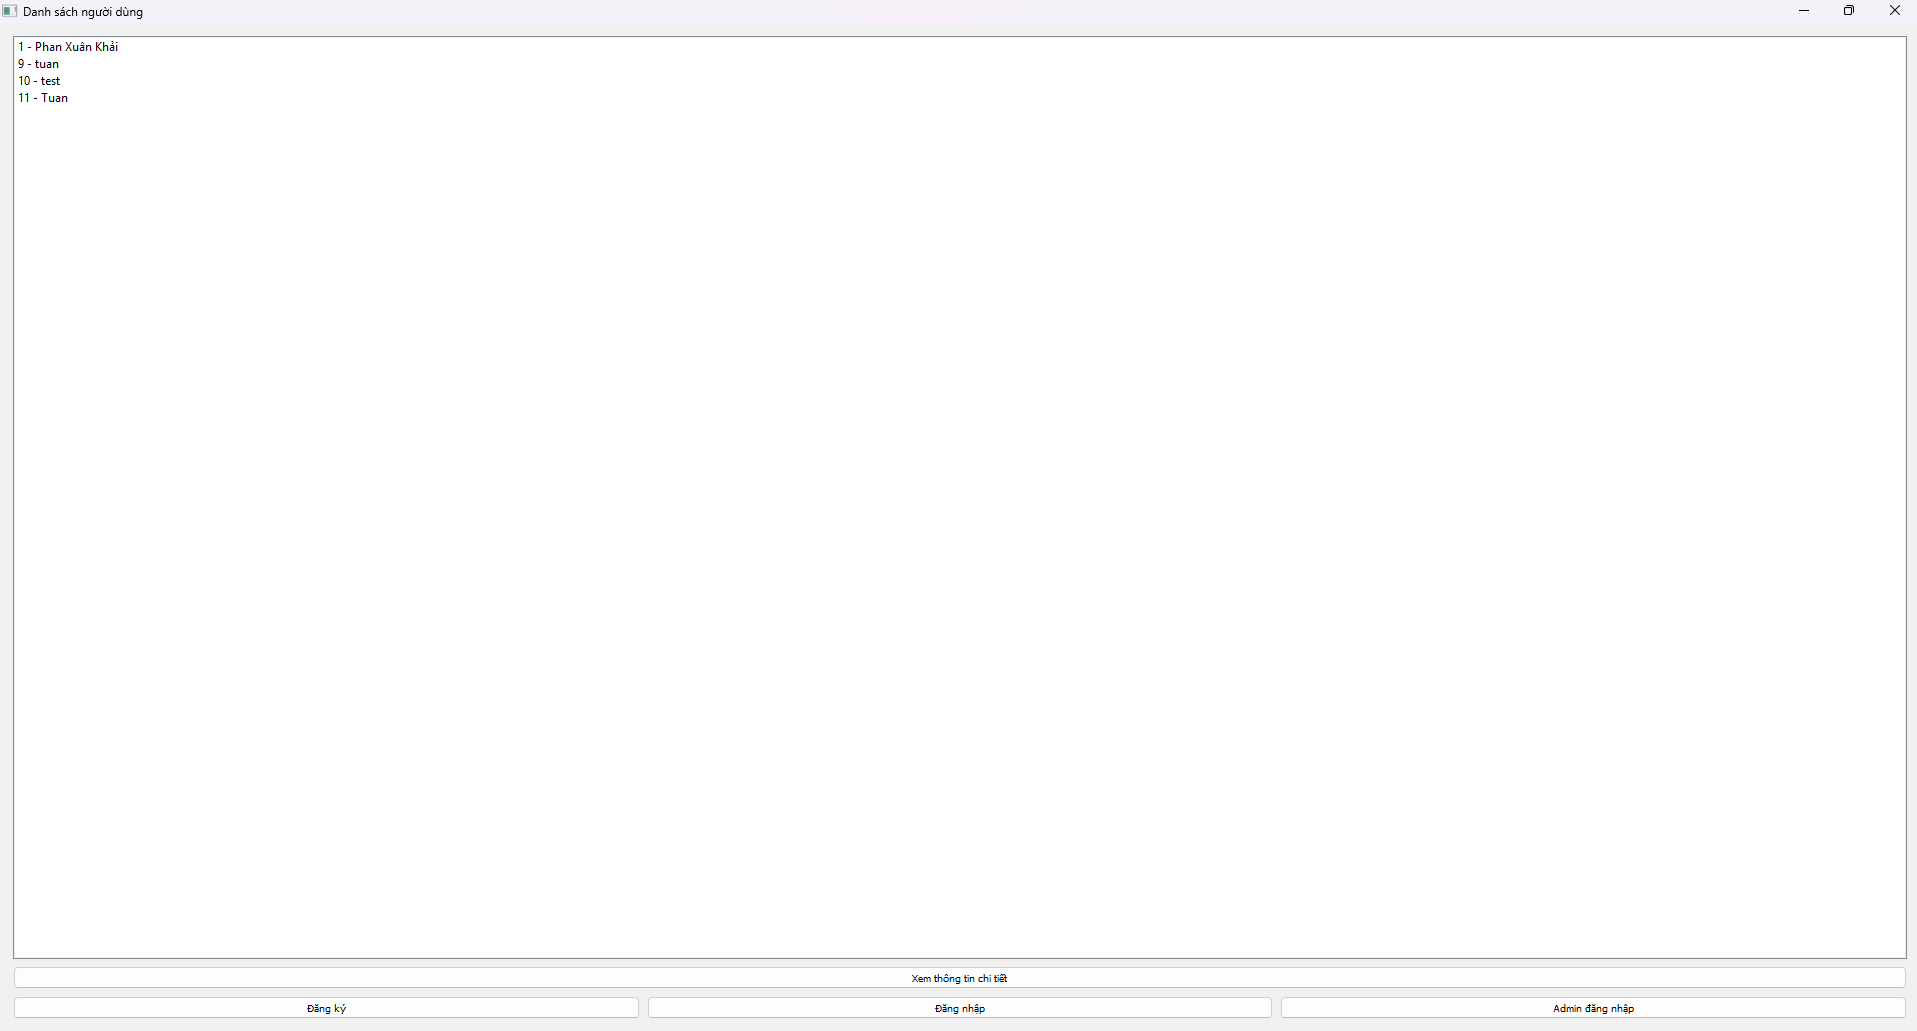 Danh sách người dùng
1 - Phan Xuân Khải
9 - tuan
10 - test
11 - Tuan
Xem thông tin chi tiết
Đăng ký
Đăng nhập
Admin đăng nhập